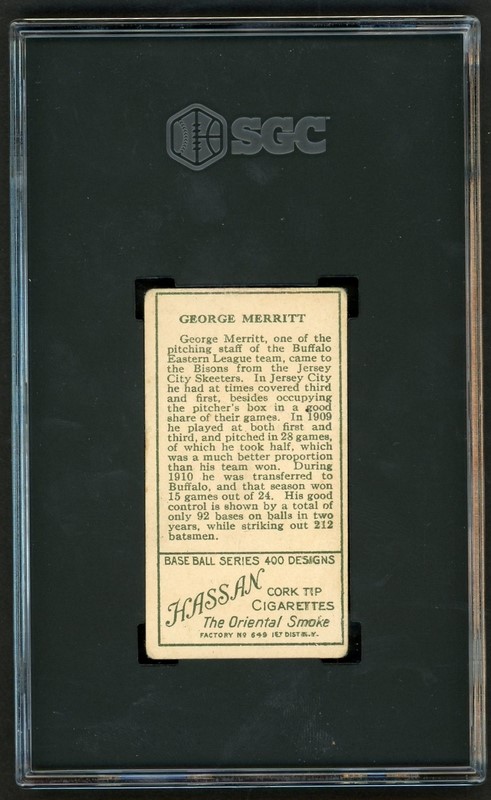 SGC
GEORGE MERRITT
George Merritt, one of the
pitching staff of the Buffalo
Eastern League team, came to
the Bisons from the Jersey
City Skeeters. In Jersey City
he had at times covered third
and first, besides occupying
the pitcher's box in a good
share of their games. In 1909
he played at both first and
third, and pitched in 28 games,
of which he took half, which
was a much better proportion
than his team won. During
1910 he was transferred to
Buffalo, and that season won
15 games out of 24. His good
control is shown by a total of
only 92 bases on balls in two
years, while striking out 212
batsmen.
BASE BALL SERIES 400 DESIGNS
HASSAN
CORK TIP
CIGARETTES
The Oriental Smoke
FACTORY NO 649 1ST DIST. N.Y.